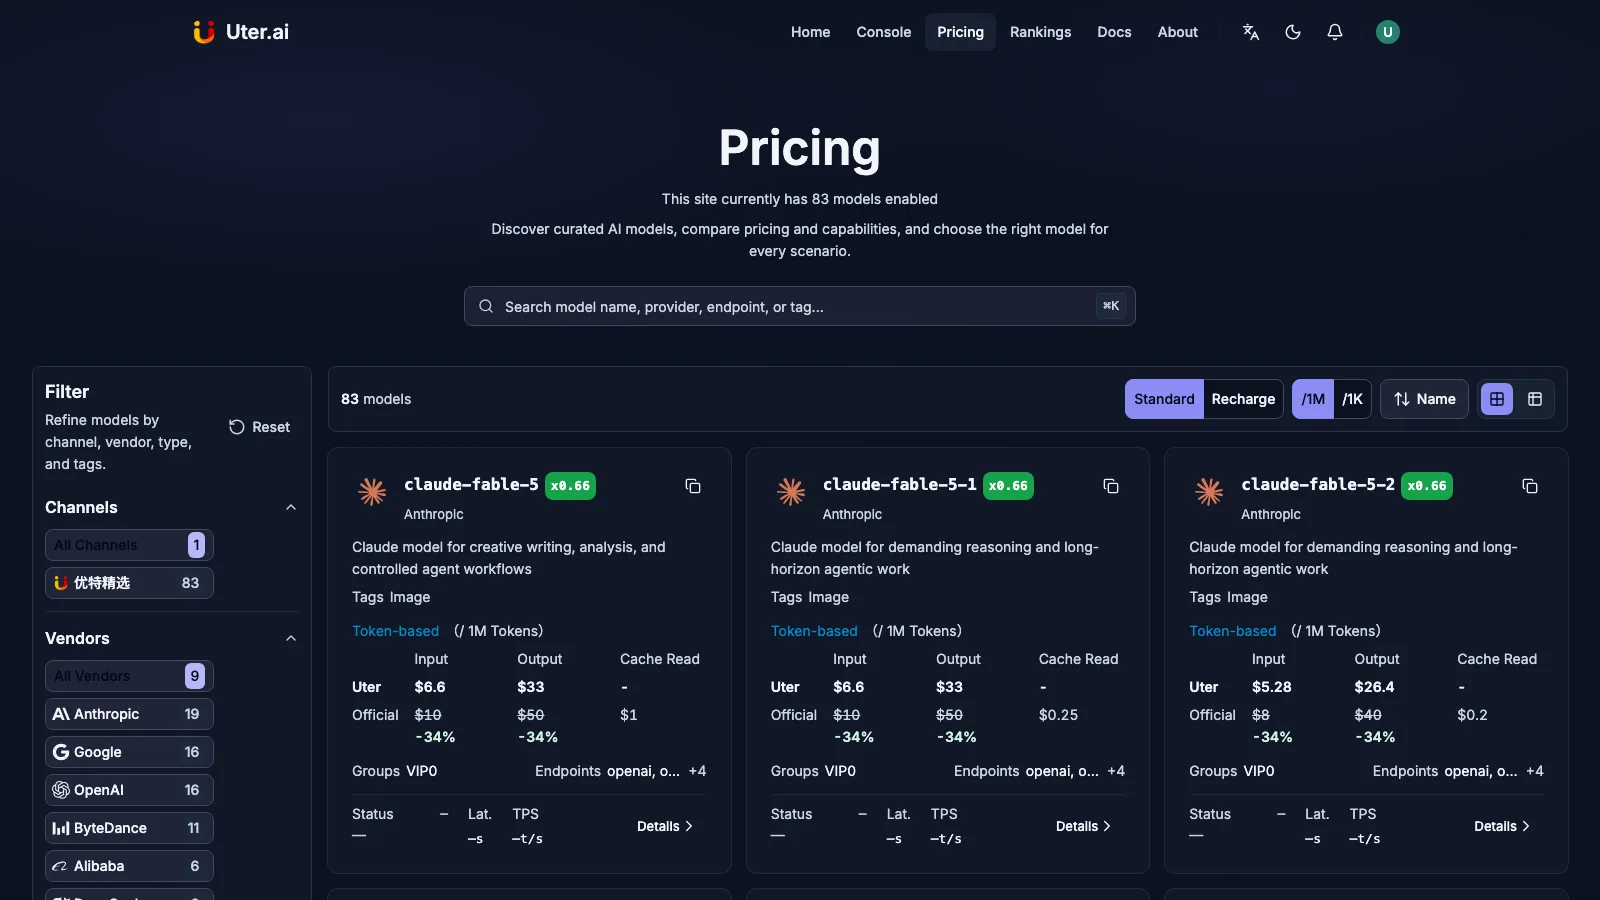 Uter.ai
Home
Console
Pricing
Rankings
Docs
About
U
Pricing
This site currently has 83 models enabled
Discover curated AI models, compare pricing and capabilities, and choose the right model for
every scenario.
Search model name, provider, endpoint, or tag...
⌘K
Filter
Refine models by
channel, vendor, type,
and tags.
Reset
Channels
All Channels 1
优特精选 83
Vendors
All Vendors 9
Anthropic 19
Google 16
OpenAI 16
ByteDance 11
Alibaba 6
83 models
Standard Recharge
/1M /1K
Name
claude-fable-5 x0.66
Anthropic
Claude model for creative writing, analysis, and
controlled agent workflows
Tags Image
Token-based (/ 1M Tokens)
Input Output Cache Read
Uter $6.6 $33 -
Official $10 $50 $1
-34% -34%
Groups VIP0 Endpoints openai, o... +4
Status – Lat. TPS
— –s –t/s
Details
claude-fable-5-1 x0.66
Anthropic
Claude model for demanding reasoning and long-
horizon agentic work
Tags Image
Token-based (/ 1M Tokens)
Input Output Cache Read
Uter $6.6 $33 -
Official $10 $50 $0.25
-34% -34%
Groups VIP0 Endpoints openai, o... +4
Status – Lat. TPS
— –s –t/s
Details
claude-fable-5-2 x0.66
Anthropic
Claude model for demanding reasoning and long-
horizon agentic work
Tags Image
Token-based (/ 1M Tokens)
Input Output Cache Read
Uter $5.28 $26.4 -
Official $8 $40 $0.2
-34% -34%
Groups VIP0 Endpoints openai, o... +4
Status – Lat. TPS
— –s –t/s
Details